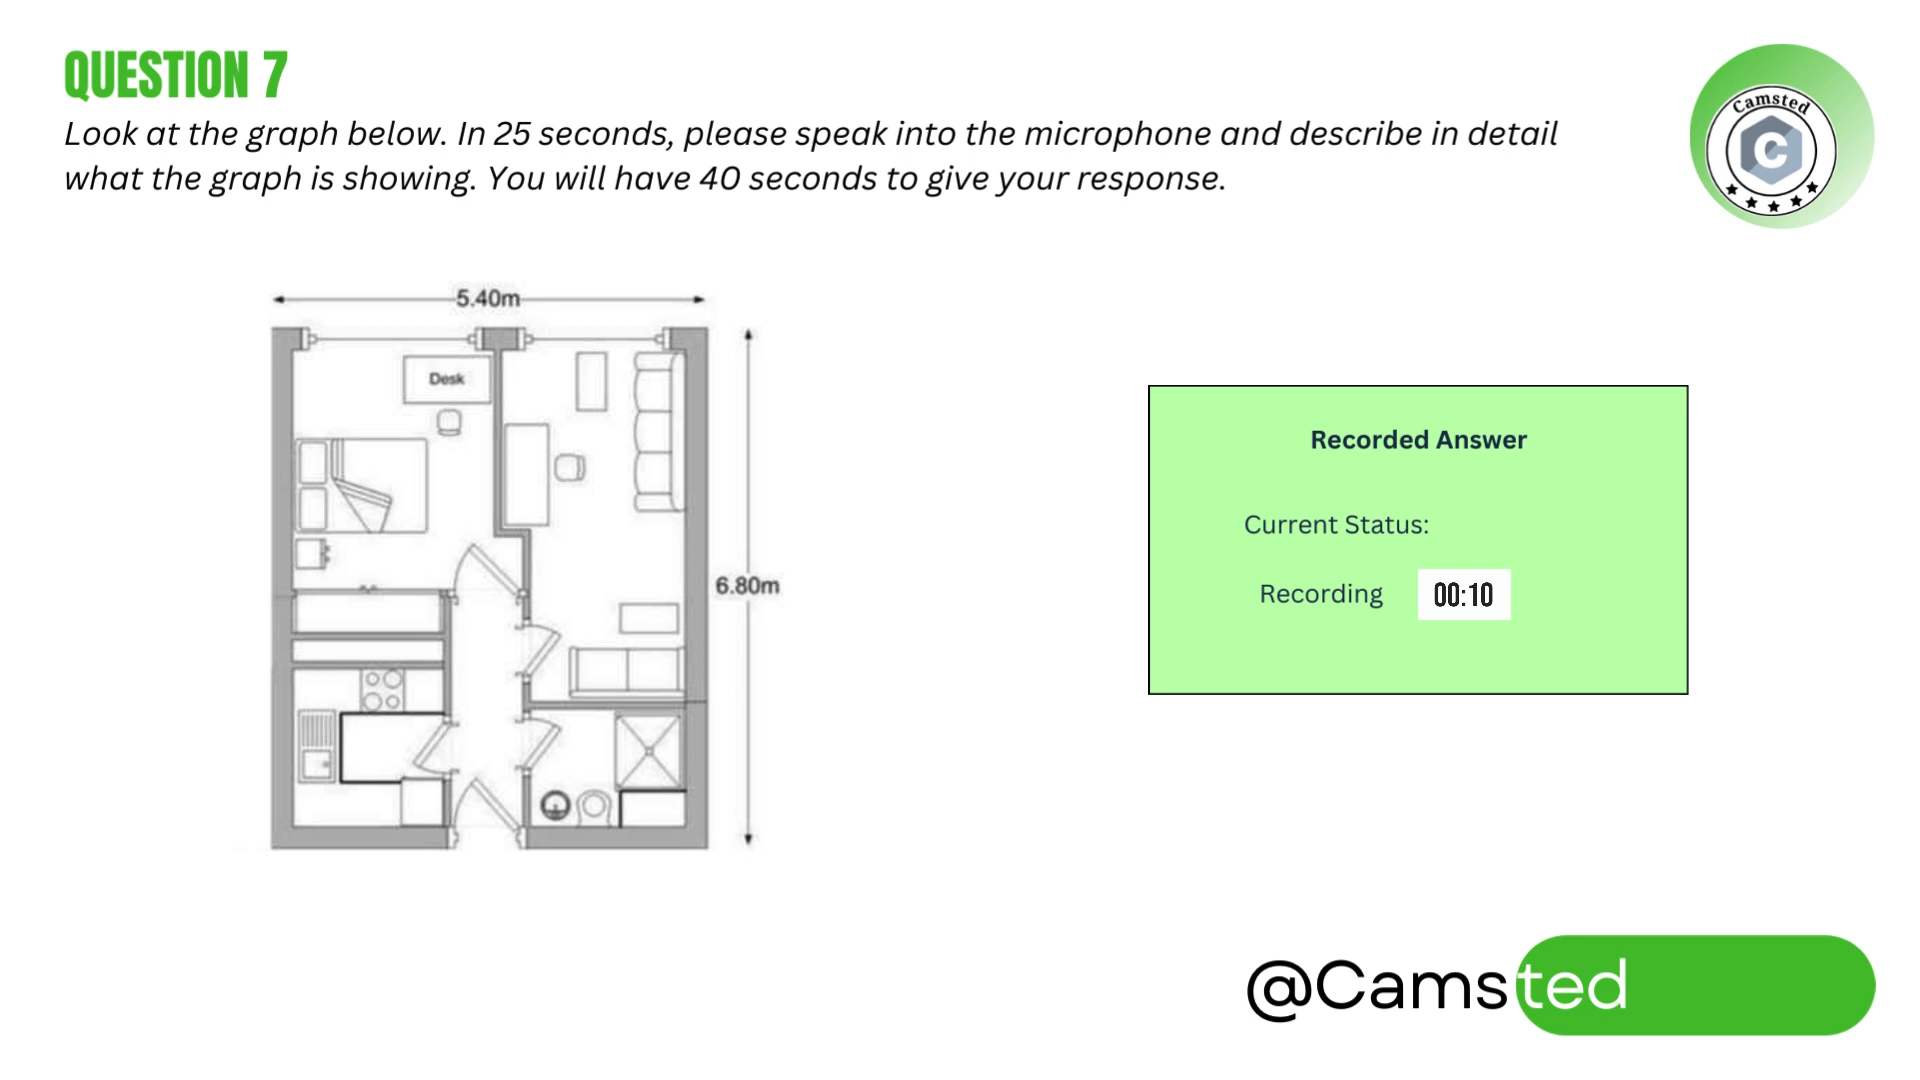 QUESTION 7
Look at the graph below. In 25 seconds, please speak into the microphone and describe in detail
what the graph is showing. You will have 40 seconds to give your response.
Camsted
C
5.40m
Desk
6.80m
Recorded Answer
Current Status:
Recording 00:10
@Camsted